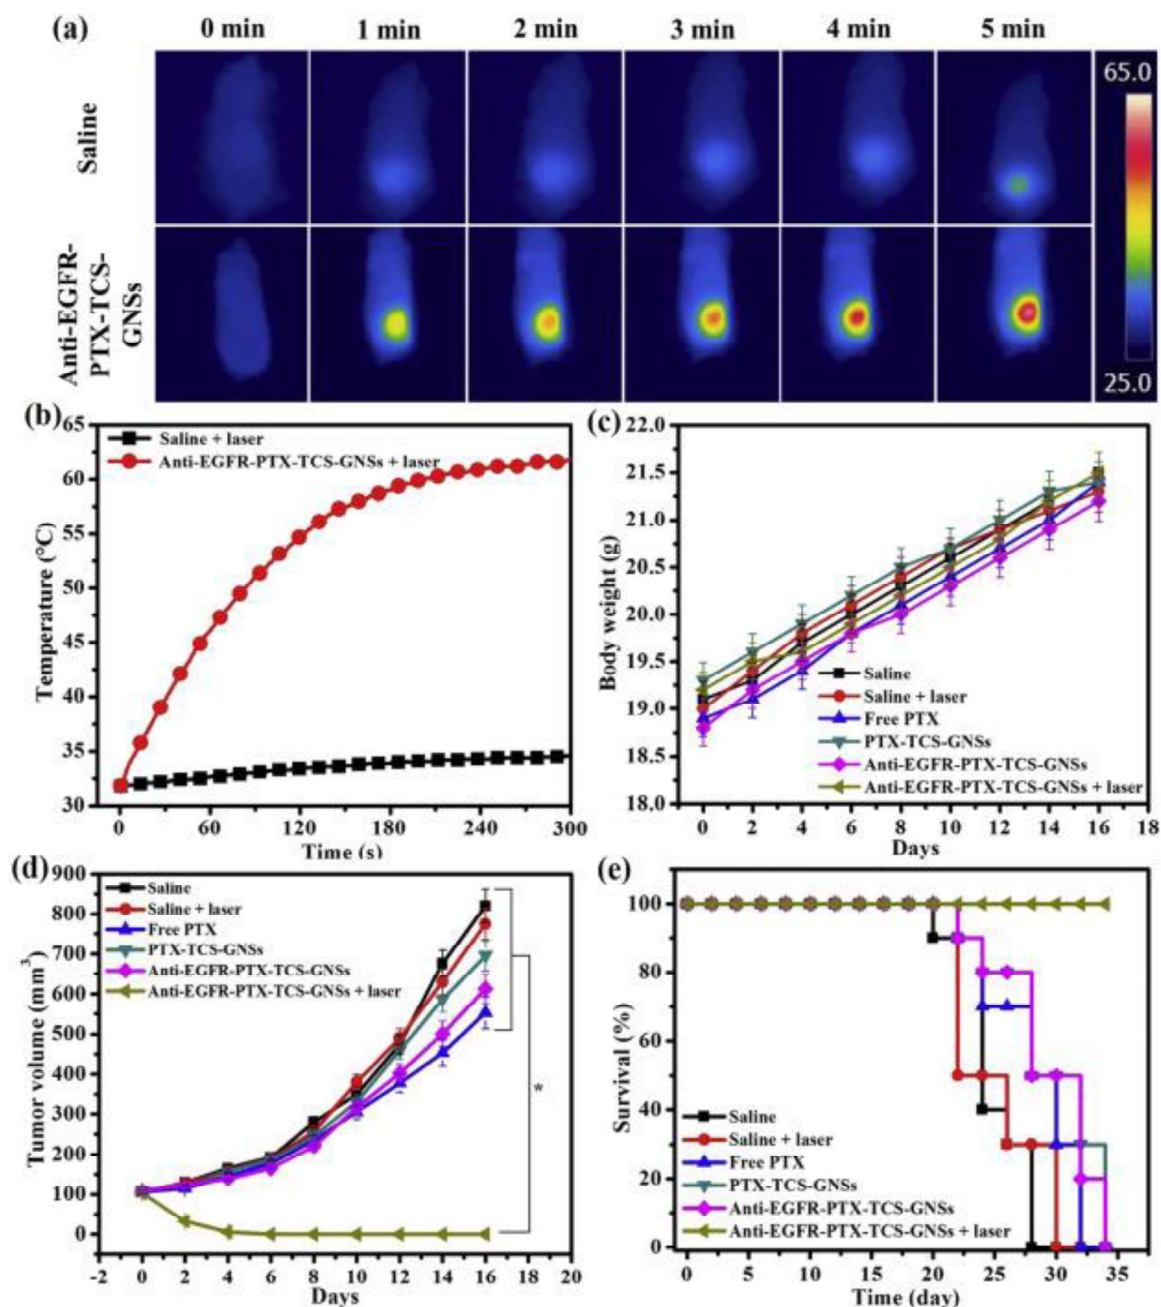 (a)
0 min 1 min 2 min 3 min 4 min 5 min
Saline
65.0
Anti-EGFR-
PTX-TCS-
GNSs
25.0
(b)
65
60
55
50
45
40
35
30
Temperature (°C)
Saline + laser
Anti-EGFR-PTX-TCS-GNSs + laser
0 60 120 180 240 300
Time (s)
(c)
22.0
21.5
21.0
20.5
20.0
19.5
19.0
18.5
18.0
Body weight (g)
Saline
Saline + laser
Free PTX
PTX-TCS-GNSs
Anti-EGFR-PTX-TCS-GNSs
Anti-EGFR-PTX-TCS-GNSs + laser
0 2 4 6 8 10 12 14 16 18
Days
(d)
900
800
700
600
500
400
300
200
100
0
Tumor volume (mm³)
Saline
Saline + laser
Free PTX
PTX-TCS-GNSs
Anti-EGFR-PTX-TCS-GNSs
Anti-EGFR-PTX-TCS-GNSs + laser
*
-2 0 2 4 6 8 10 12 14 16 18 20
Days
(e)
100
80
60
40
20
0
Survival (%)
Saline
Saline + laser
Free PTX
PTX-TCS-GNSs
Anti-EGFR-PTX-TCS-GNSs
Anti-EGFR-PTX-TCS-GNSs + laser
0 5 10 15 20 25 30 35
Time (day)